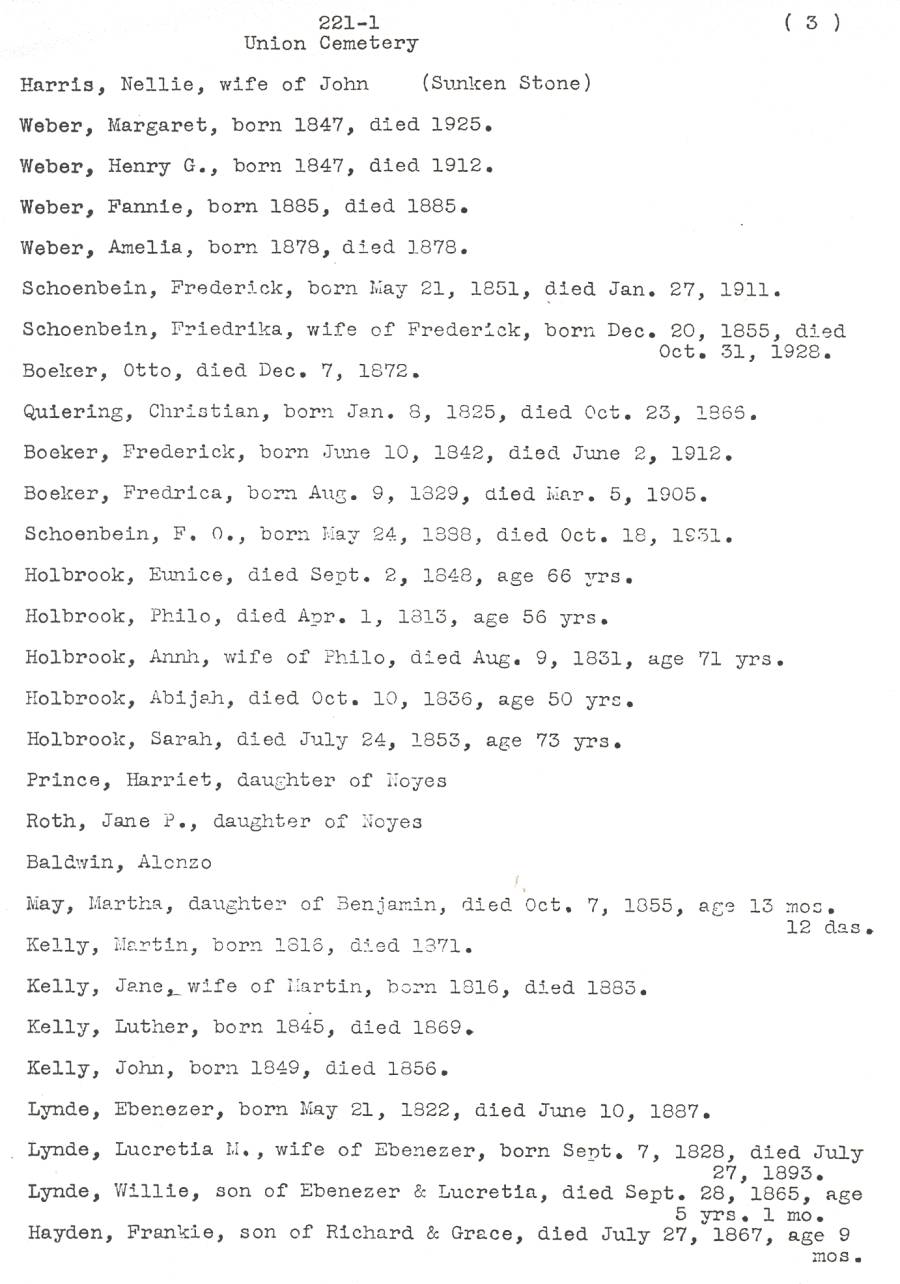 221-1 ( 3 )
Union Cemetery
Harris, Nellie, wife of John (Sunken Stone)
Weber, Margaret, born 1847, died 1925.
Weber, Henry G., born 1847, died 1912.
Weber, Fannie, born 1885, died 1885.
Weber, Amelia, born 1878, died 1878.
Schoenbein, Frederick, born May 21, 1851, died Jan. 27, 1911.
Schoenbein, Friedrika, wife of Frederick, born Dec. 20, 1855, died
Oct. 31, 1928.
Boeker, Otto, died Dec. 7, 1872.
Quiering, Christian, born Jan. 8, 1825, died Oct. 23, 1866.
Boeker, Frederick, born June 10, 1842, died June 2, 1912.
Boeker, Fredrica, born Aug. 9, 1829, died Mar. 5, 1905.
Schoenbein, F. O., born May 24, 1888, died Oct. 18, 1931.
Holbrook, Eunice, died Sept. 2, 1848, age 66 yrs.
Holbrook, Philo, died Apr. 1, 1813, age 56 yrs.
Holbrook, Annh, wife of Philo, died Aug. 9, 1831, age 71 yrs.
Holbrook, Abijah, died Oct. 10, 1836, age 50 yrs.
Holbrook, Sarah, died July 24, 1853, age 73 yrs.
Prince, Harriet, daughter of Noyes
Roth, Jane P., daughter of Noyes
Baldwin, Alonzo
May, Martha, daughter of Benjamin, died Oct. 7, 1855, age 13 mos.
12 das.
Kelly, Martin, born 1816, died 1871.
Kelly, Jane, wife of Martin, born 1816, died 1883.
Kelly, Luther, born 1845, died 1869.
Kelly, John, born 1849, died 1856.
Lynde, Ebenezer, born May 21, 1822, died June 10, 1887.
Lynde, Lucretia M., wife of Ebenezer, born Sept. 7, 1828, died July
27, 1893.
Lynde, Willie, son of Ebenezer & Lucretia, died Sept. 28, 1865, age
5 yrs. 1 mo.
Hayden, Frankie, son of Richard & Grace, died July 27, 1867, age 9
mos.